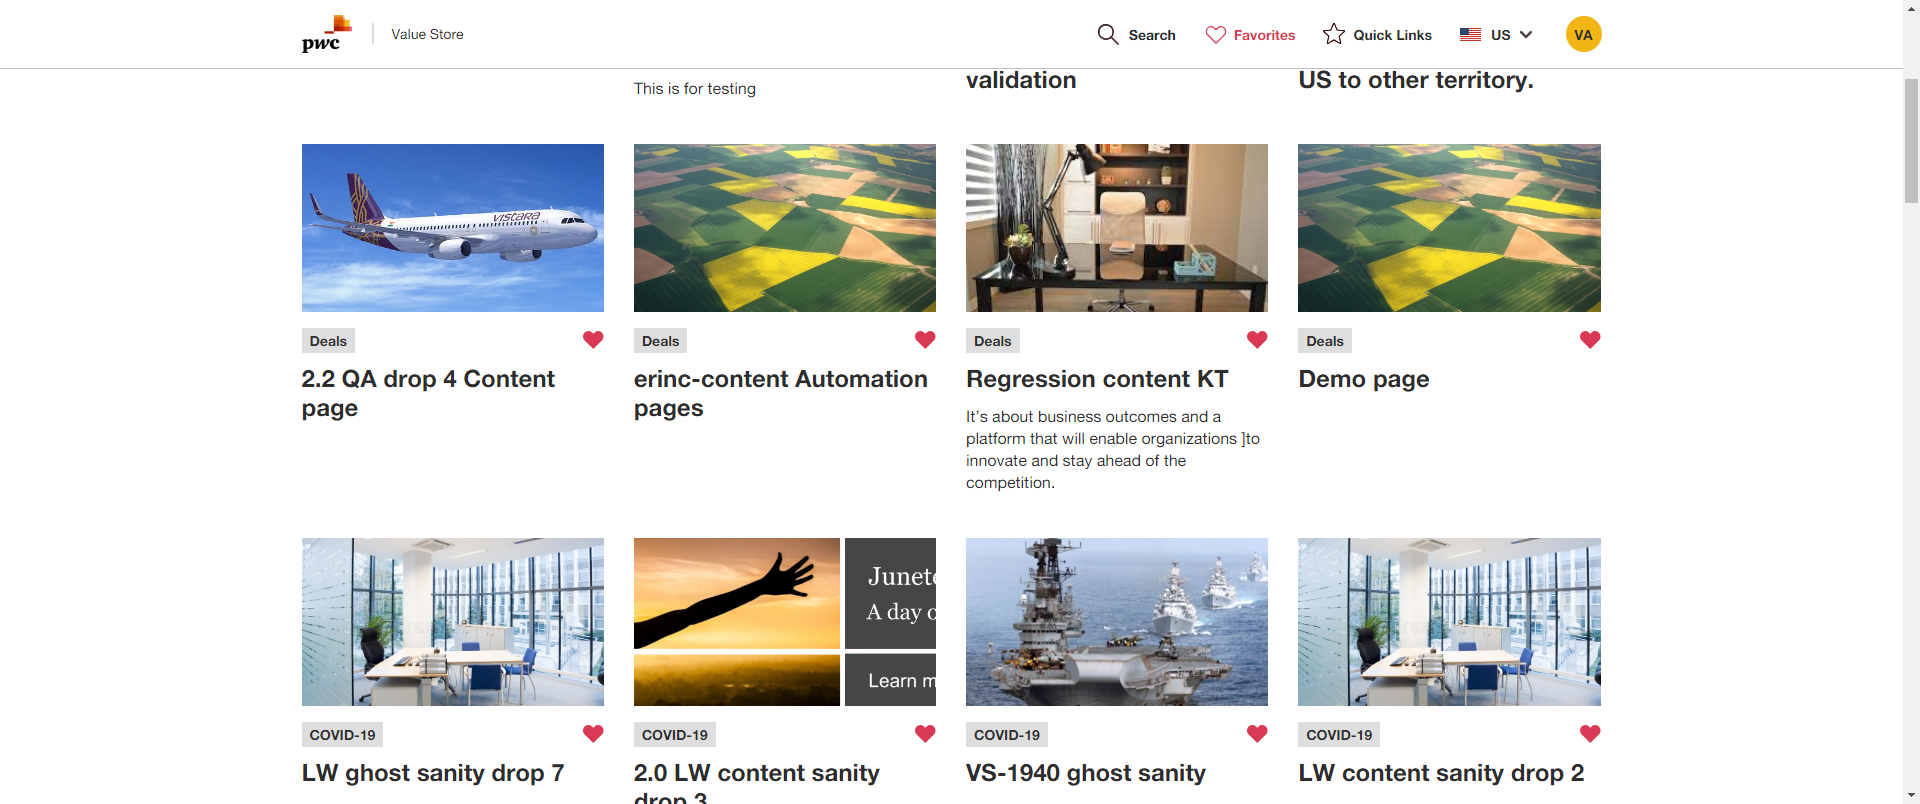 pwc
Value Store
Search
Favorites
Quick Links
US
VA
This is for testing
validation
US to other territory.
VISTARA
Deals
Deals
Deals
Deals
2.2 QA drop 4 Content
page
erinc-content Automation
pages
Regression content KT
It's about business outcomes and a
platform that will enable organizations ]to
innovate and stay ahead of the
competition.
Demo page
Junete
A day o
Learn m
COVID-19
COVID-19
COVID-19
COVID-19
LW ghost sanity drop 7
2.0 LW content sanity
drop 3
VS-1940 ghost sanity
LW content sanity drop 2